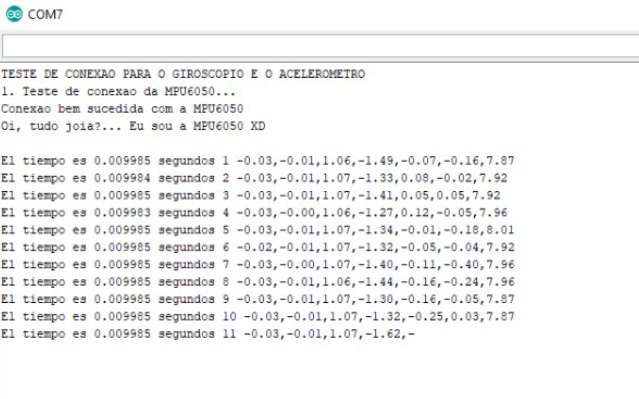 COM7
TESTE DE CONEXAO PARA O GIROSCOPIO E O ACELEROMETRO
1. Teste de conexao da MPU6050...
Conexao bem sucedida com a MPU6050
Oi, tudo joia?... Eu sou a MPU6050 XD
El tiempo es 0.009985 segundos 1 -0.03,-0.01,1.06,-1.49,-0.07,-0.16,7.87
El tiempo es 0.009984 segundos 2 -0.03,-0.01,1.07,-1.33,0.08,-0.02,7.92
El tiempo es 0.009985 segundos 3 -0.03,-0.01,1.07,-1.41,0.05,0.05,7.92
El tiempo es 0.009983 segundos 4 -0.03,-0.00,1.06,-1.27,0.12,-0.05,7.96
El tiempo es 0.009985 segundos 5 -0.03,-0.01,1.07,-1.34,-0.01,-0.18,8.01
El tiempo es 0.009985 segundos 6 -0.02,-0.01,1.07,-1.32,-0.05,-0.04,7.92
El tiempo es 0.009985 segundos 7 -0.03,-0.00,1.07,-1.40,-0.11,-0.40,7.96
El tiempo es 0.009985 segundos 8 -0.03,-0.01,1.06,-1.44,-0.16,-0.24,7.96
El tiempo es 0.009985 segundos 9 -0.03,-0.01,1.07,-1.30,-0.16,-0.05,7.87
El tiempo es 0.009985 segundos 10 -0.03,-0.01,1.07,-1.32,-0.25,0.03,7.87
El tiempo es 0.009985 segundos 11 -0.03,-0.01,1.07,-1.62,-